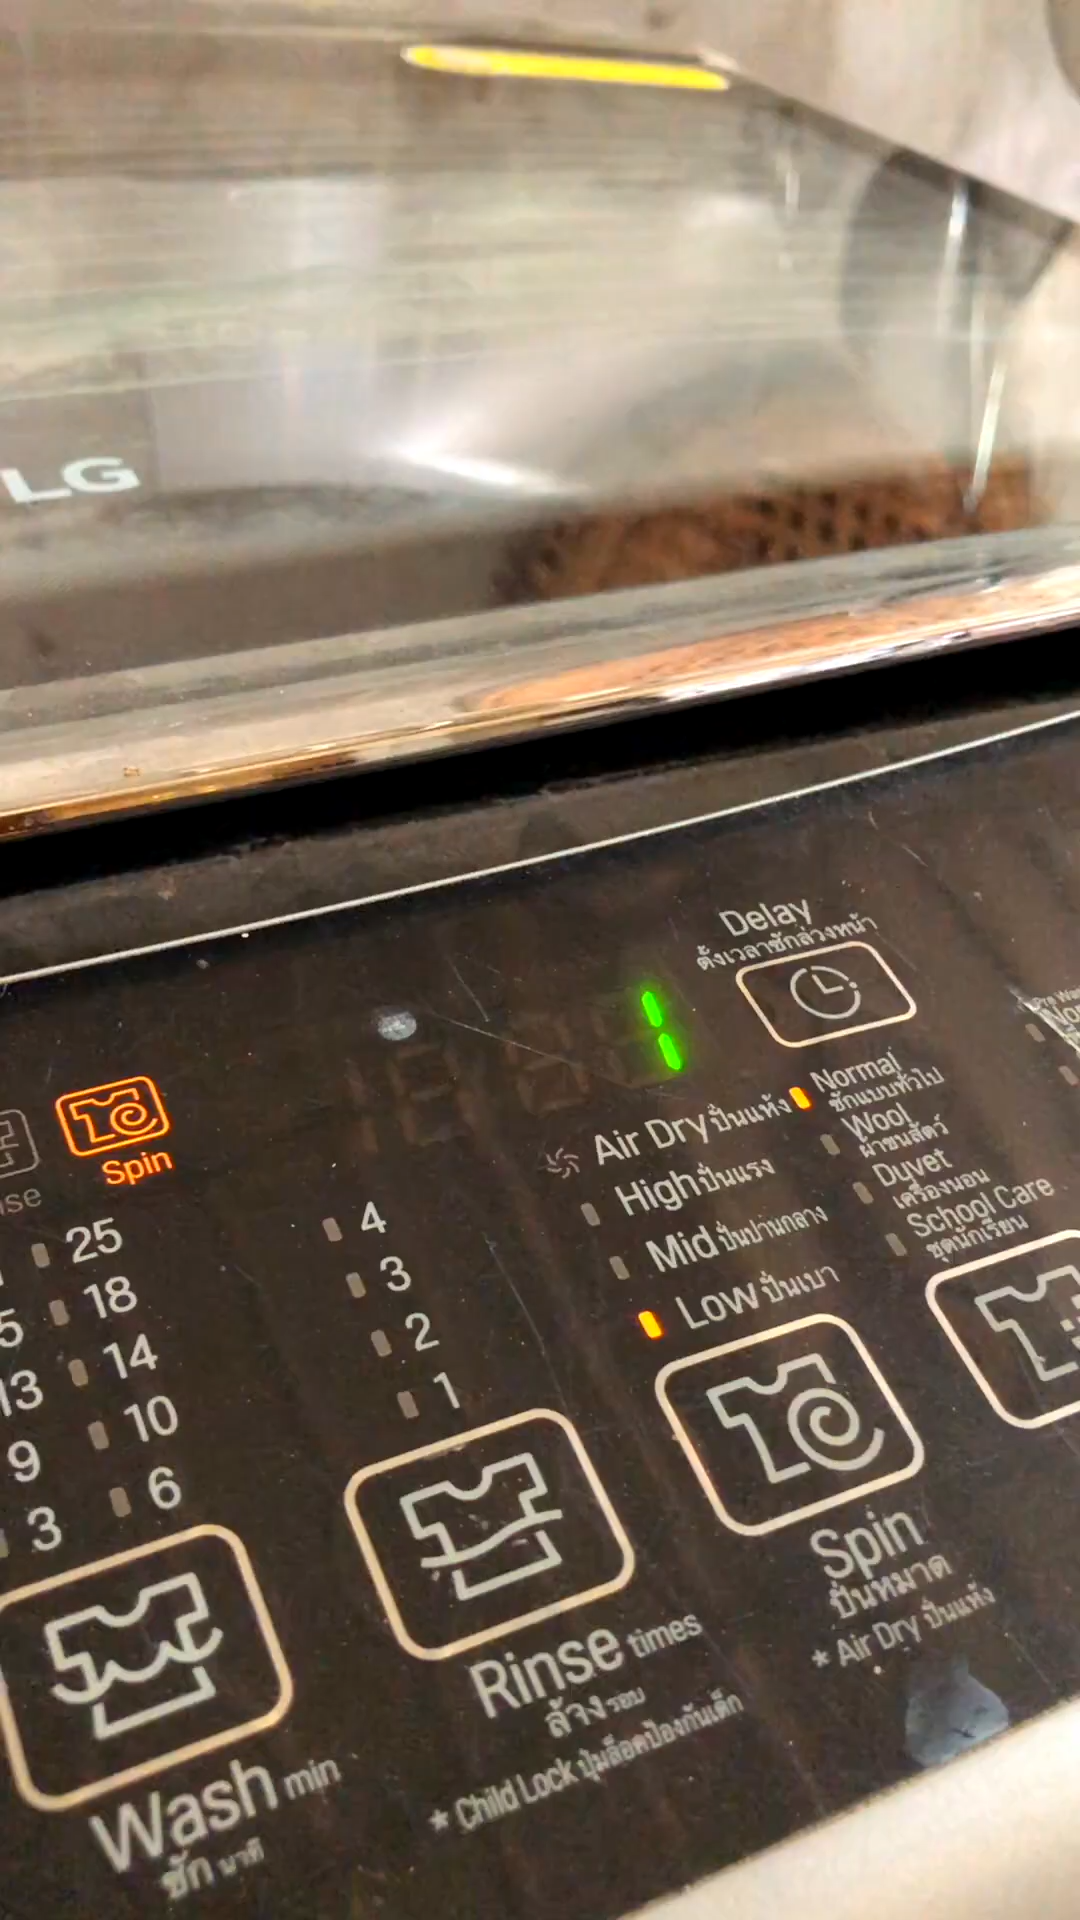 LG
Delay
ตั้งเวลาซักล่วงหน้า
1
Normal
ซักแบบทั่วไป
Wool
ผ้าขนสัตว์
Duvet
เครื่องนอน
School Care
ชุดนักเรียน
Air Dry ปั่นแห้ง
High ปั่นแรง
Mid ปั่นปานกลาง
Low ปั่นเบา
Spin
25
18
14
10
6
13
9
3
4
3
2
1
Spin
ปั่นหมาด
* Air Dry ปั่นแห้ง
Rinse times
ล้าง รอบ
* Child Lock ปุ่มล็อคป้องกันเด็ก
Wash min
ซัก นาที